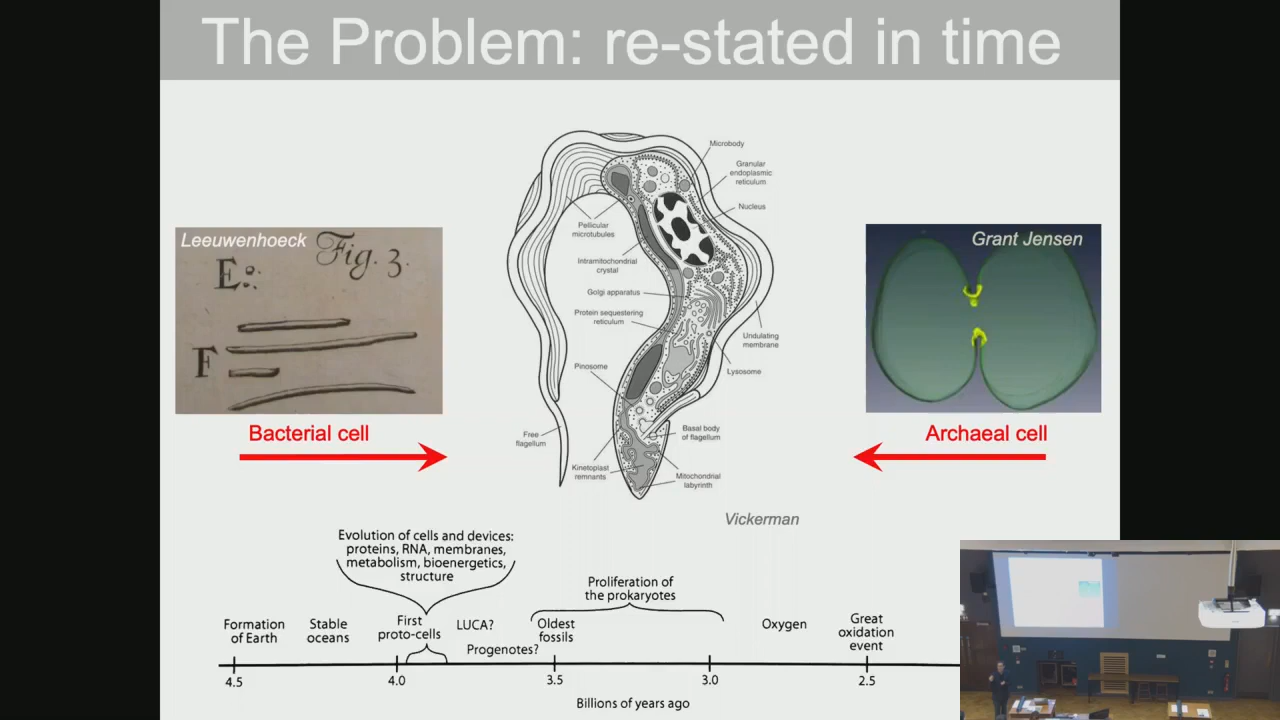 The Problem: re-stated in time
Microbody
Granular
endoplasmic
reticulum
Nucleus
Pellicular
microtubules
Intramitochondrial
crystal
Golgi apparatus
Protein sequestering
reticulum
Undulating
membrane
Pinosome
Lysosome
Free
flagellum
Basal body
of flagellum
Kinetoplast
remnants
Mitochondrial
labyrinth
Vickerman
Leeuwenhoeck
Fig. 3.
E:
F
Bacterial cell
Grant Jensen
Archaeal cell
Evolution of cells and devices:
proteins, RNA, membranes,
metabolism, bioenergetics,
structure
Proliferation of
the prokaryotes
Formation
of Earth
Stable
oceans
First
proto-cells
LUCA?
Progenotes?
Oldest
fossils
Oxygen
Great
oxidation
event
4.5 4.0 3.5 3.0 2.5
Billions of years ago